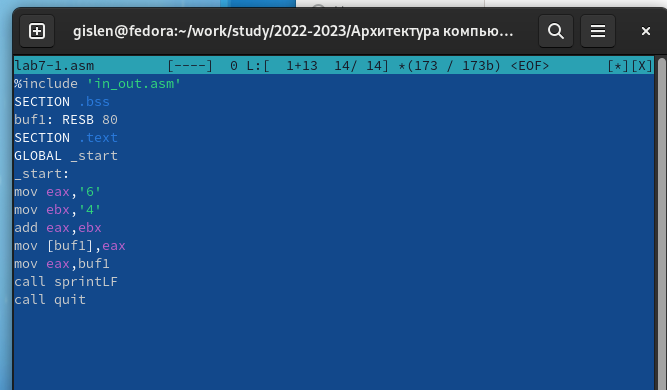 gislen@fedora:~/work/study/2022-2023/Архитектура компью...
lab7-1.asm [----] 0 L:[ 1+13 14/ 14] *(173 / 173b) <EOF> [*][X]
%include 'in_out.asm'
SECTION .bss
buf1: RESB 80
SECTION .text
GLOBAL _start
_start:
mov eax,'6'
mov ebx,'4'
add eax,ebx
mov [buf1],eax
mov eax,buf1
call sprintLF
call quit